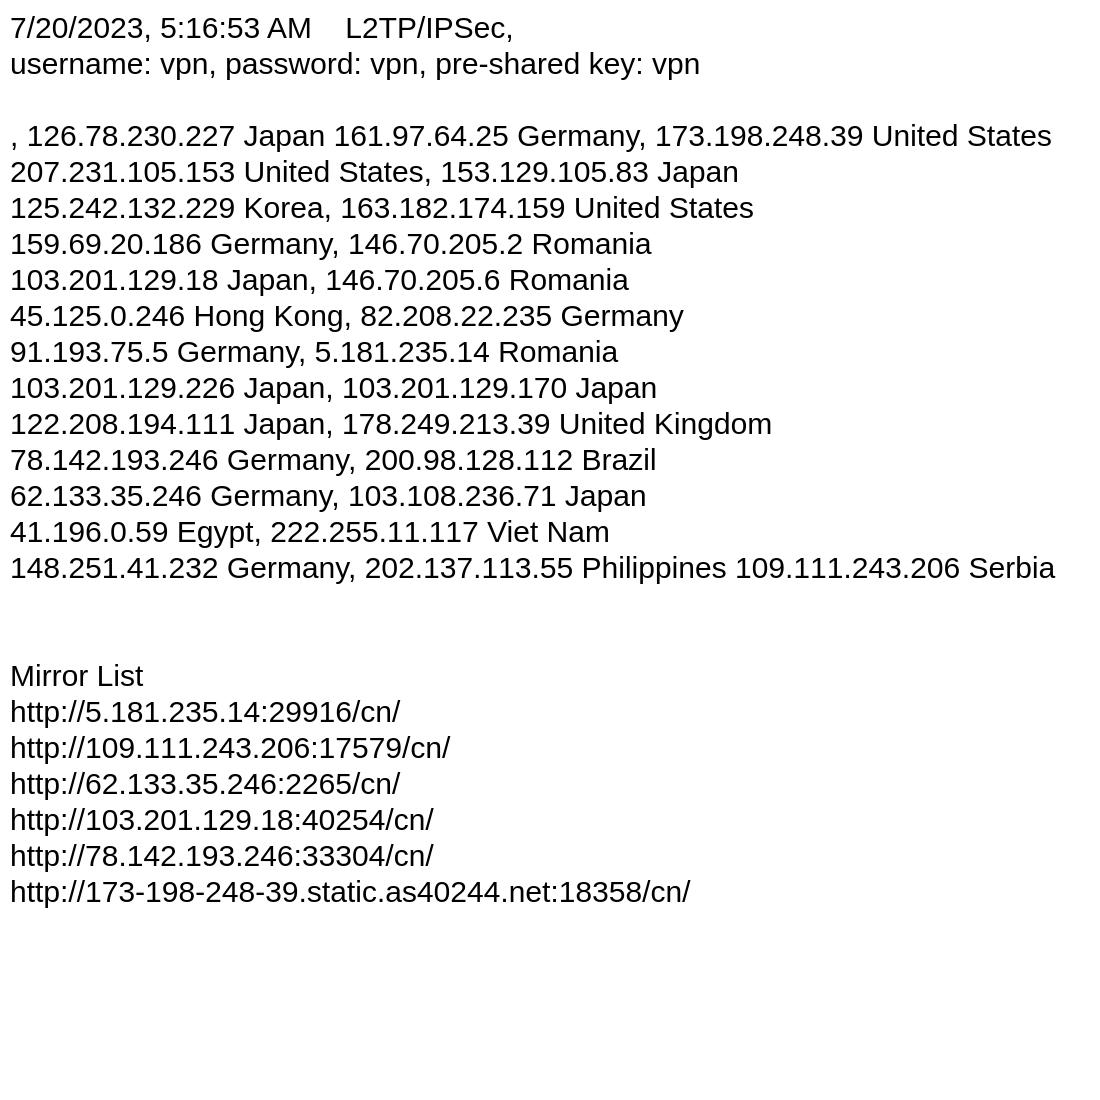 7/20/2023, 5:16:53 AM    L2TP/IPSec,
username: vpn, password: vpn, pre-shared key: vpn
, 126.78.230.227 Japan 161.97.64.25 Germany, 173.198.248.39 United States
207.231.105.153 United States, 153.129.105.83 Japan
125.242.132.229 Korea, 163.182.174.159 United States
159.69.20.186 Germany, 146.70.205.2 Romania
103.201.129.18 Japan, 146.70.205.6 Romania
45.125.0.246 Hong Kong, 82.208.22.235 Germany
91.193.75.5 Germany, 5.181.235.14 Romania
103.201.129.226 Japan, 103.201.129.170 Japan
122.208.194.111 Japan, 178.249.213.39 United Kingdom
78.142.193.246 Germany, 200.98.128.112 Brazil
62.133.35.246 Germany, 103.108.236.71 Japan
41.196.0.59 Egypt, 222.255.11.117 Viet Nam
148.251.41.232 Germany, 202.137.113.55 Philippines 109.111.243.206 Serbia
Mirror List
http://5.181.235.14:29916/cn/
http://109.111.243.206:17579/cn/
http://62.133.35.246:2265/cn/
http://103.201.129.18:40254/cn/
http://78.142.193.246:33304/cn/
http://173-198-248-39.static.as40244.net:18358/cn/